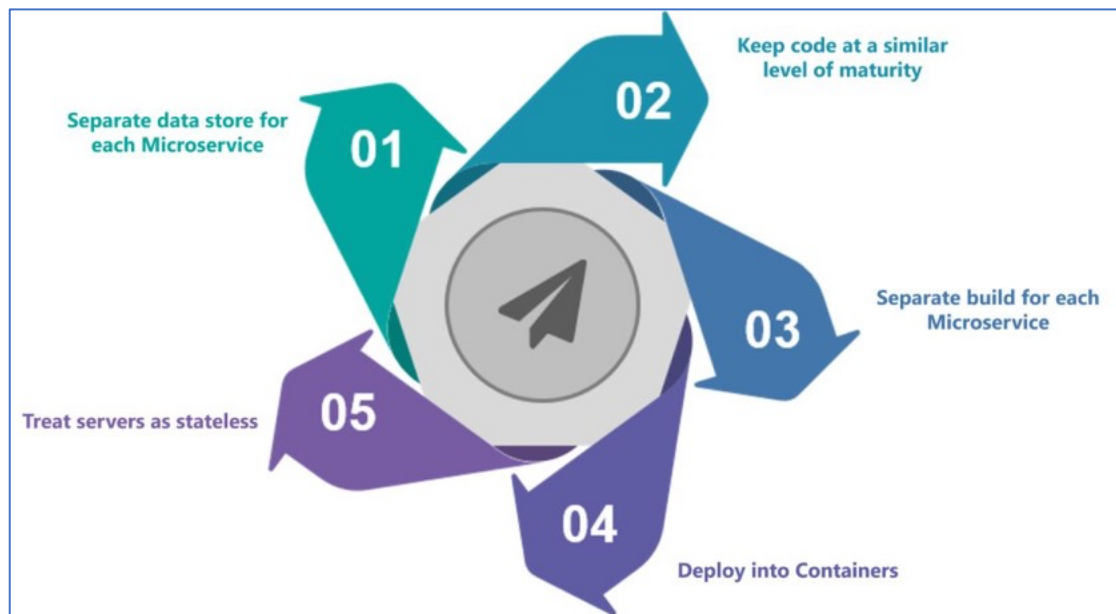 01
Separate data store for
each Microservice
02
Keep code at a similar
level of maturity
03
Separate build for each
Microservice
04
Deploy into Containers
05
Treat servers as stateless